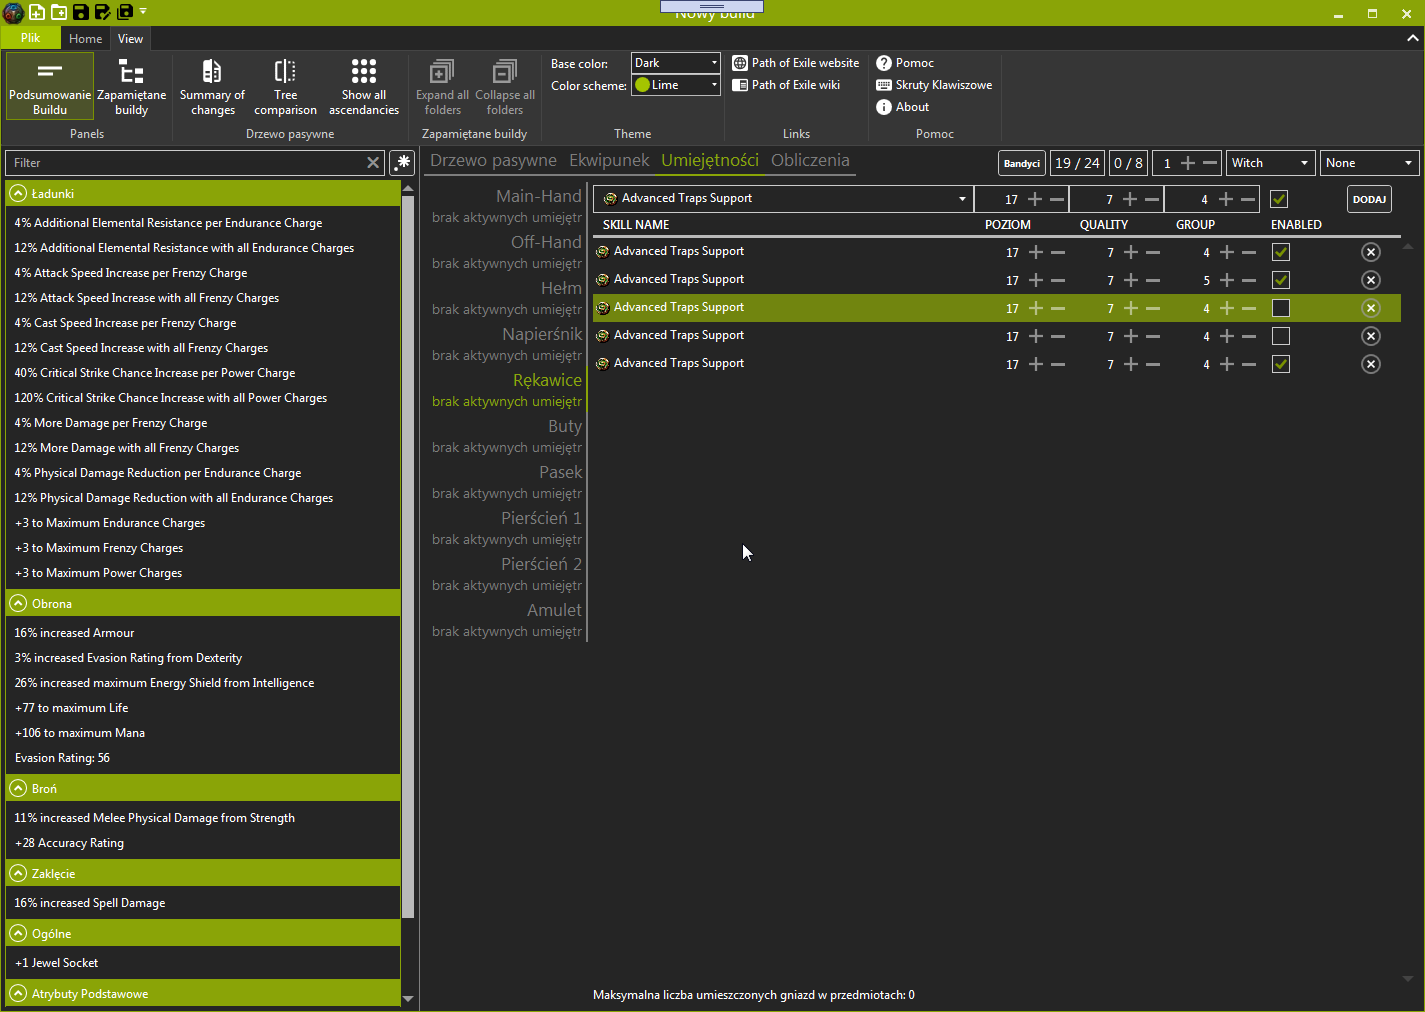 Nowy build
Plik
Home
View
Podsumowanie
Buildu
Zapamiętane
buildy
Panels
Summary of
changes
Tree
comparison
Show all
ascendancies
Drzewo pasywne
Expand all
folders
Collapse all
folders
Zapamiętane buildy
Base color:
Dark
Color scheme:
Lime
Theme
Path of Exile website
Path of Exile wiki
Links
Pomoc
Skruty Klawiszowe
About
Pomoc
Filter
Ładunki
4% Additional Elemental Resistance per Endurance Charge
12% Additional Elemental Resistance with all Endurance Charges
4% Attack Speed Increase per Frenzy Charge
12% Attack Speed Increase with all Frenzy Charges
4% Cast Speed Increase per Frenzy Charge
12% Cast Speed Increase with all Frenzy Charges
40% Critical Strike Chance Increase per Power Charge
120% Critical Strike Chance Increase with all Power Charges
4% More Damage per Frenzy Charge
12% More Damage with all Frenzy Charges
4% Physical Damage Reduction per Endurance Charge
12% Physical Damage Reduction with all Endurance Charges
+3 to Maximum Endurance Charges
+3 to Maximum Frenzy Charges
+3 to Maximum Power Charges
Obrona
16% increased Armour
3% increased Evasion Rating from Dexterity
26% increased maximum Energy Shield from Intelligence
+77 to maximum Life
+106 to maximum Mana
Evasion Rating: 56
Broń
11% increased Melee Physical Damage from Strength
+28 Accuracy Rating
Zaklęcie
16% increased Spell Damage
Ogólne
+1 Jewel Socket
Atrybuty Podstawowe
Drzewo pasywne Ekwipunek Umiejętności Obliczenia
Bandyci 19 / 24 0 / 8 1 Witch None
Main-Hand
brak aktywnych umiejętr
Off-Hand
brak aktywnych umiejętr
Hełm
brak aktywnych umiejętr
Napierśnik
brak aktywnych umiejętr
Rękawice
brak aktywnych umiejętr
Buty
brak aktywnych umiejętr
Pasek
brak aktywnych umiejętr
Pierścień 1
brak aktywnych umiejętr
Pierścień 2
brak aktywnych umiejętr
Amulet
brak aktywnych umiejętr
Advanced Traps Support 17 7 4 DODAJ
SKILL NAME POZIOM QUALITY GROUP ENABLED
Advanced Traps Support 17 7 4
Advanced Traps Support 17 7 5
Advanced Traps Support 17 7 4
Advanced Traps Support 17 7 4
Advanced Traps Support 17 7 4
Maksymalna liczba umieszczonych gniazd w przedmiotach: 0